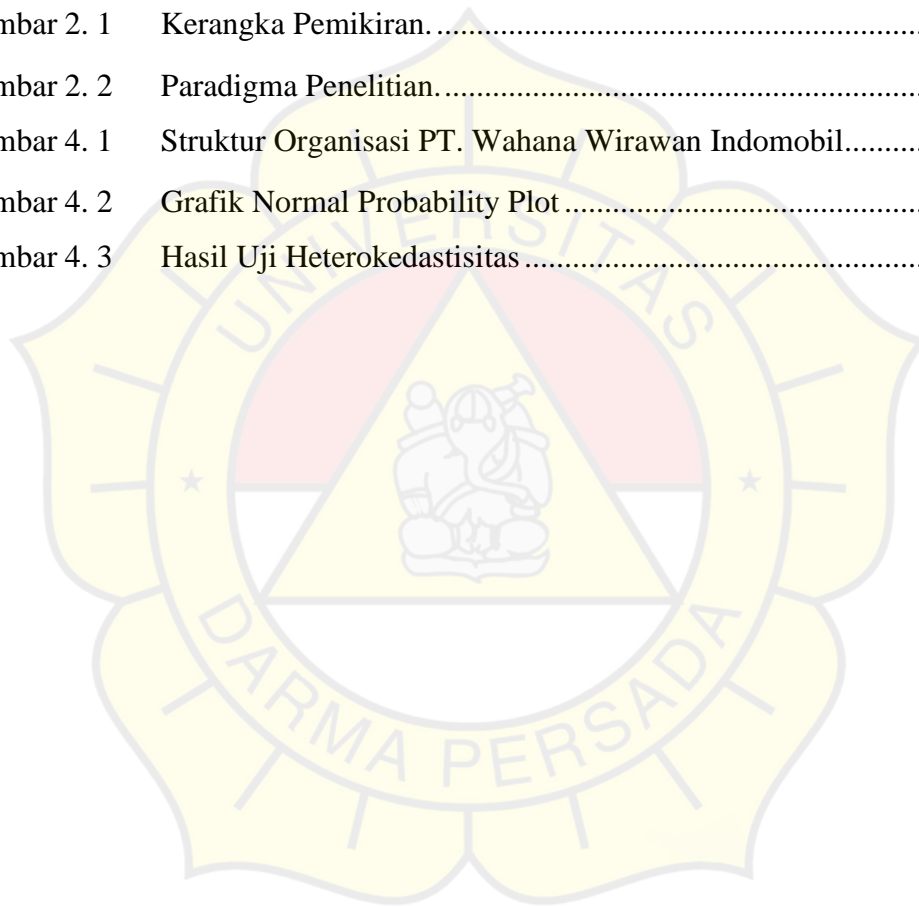 mbar 2. 1 Kerangka Pemikiran. ......................................................................
mbar 2. 2 Paradigma Penelitian. ......................................................................
mbar 4. 1 Struktur Organisasi PT. Wahana Wirawan Indomobil.........
mbar 4. 2 Grafik Normal Probability Plot ..................................................
mbar 4. 3 Hasil Uji Heterokedastisitas ......................................................
UNIVERSITAS
DARMA PERSADA